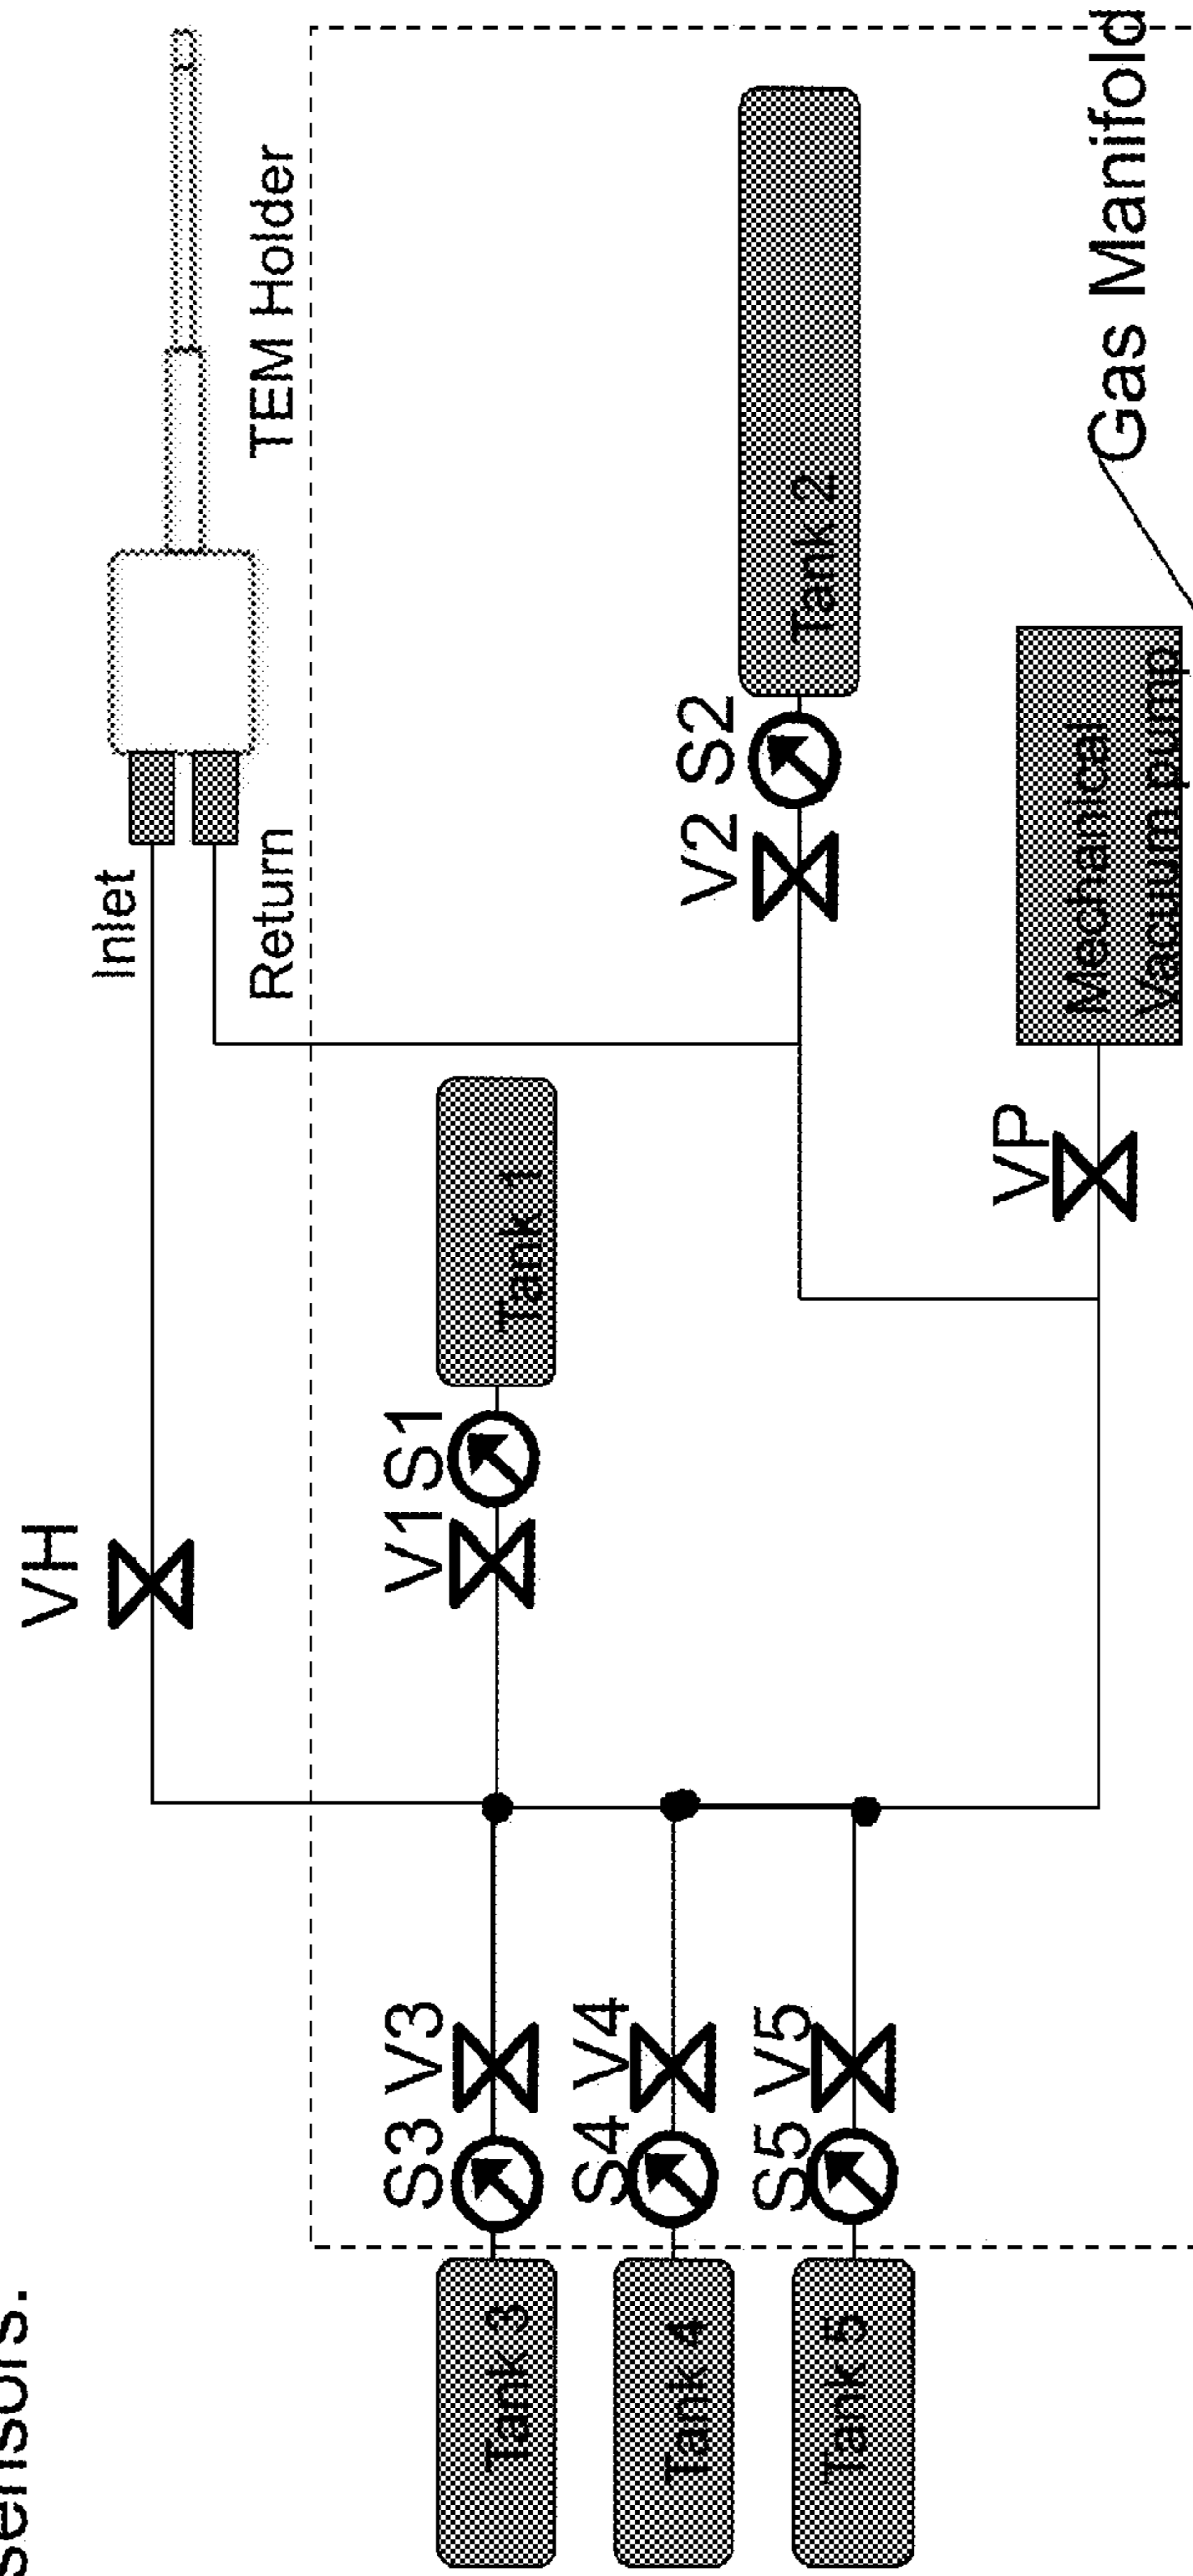 sensors.
VH
Inlet
Return
TEM Holder
S3 V3
V1 S1
Tank 3
Tank 1
S4 V4
Tank 4
V2 S2
S5 V5
Tank 5
Tank 2
VP
Mechanical
Vacuum pump
Gas Manifold